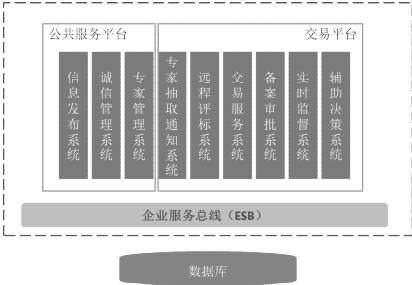 公共服务平台
交易平台
信息发布系统
诚信管理系统
专家管理系统
专家抽取通知系统
远程评标系统
交易服务系统
备案审批系统
实时监督系统
辅助决策系统
企业服务总线（ESB）
数据库